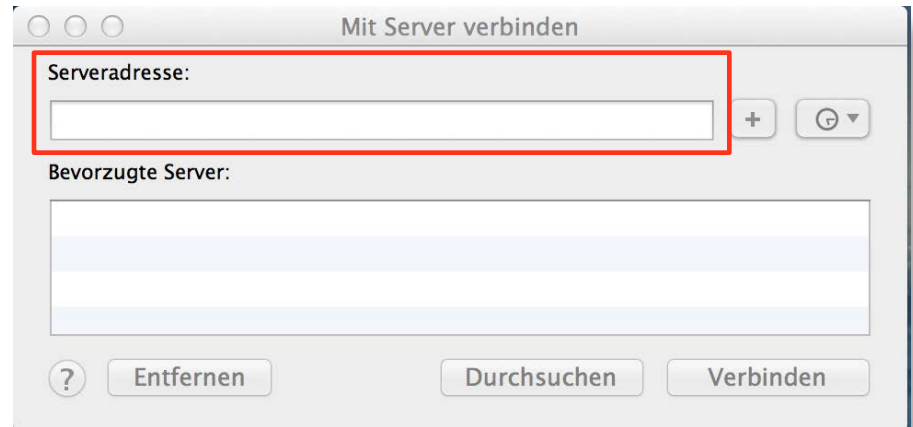 Mit Server verbinden
Serveradresse:
+
Bevorzugte Server:
? Entfernen Durchsuchen Verbinden